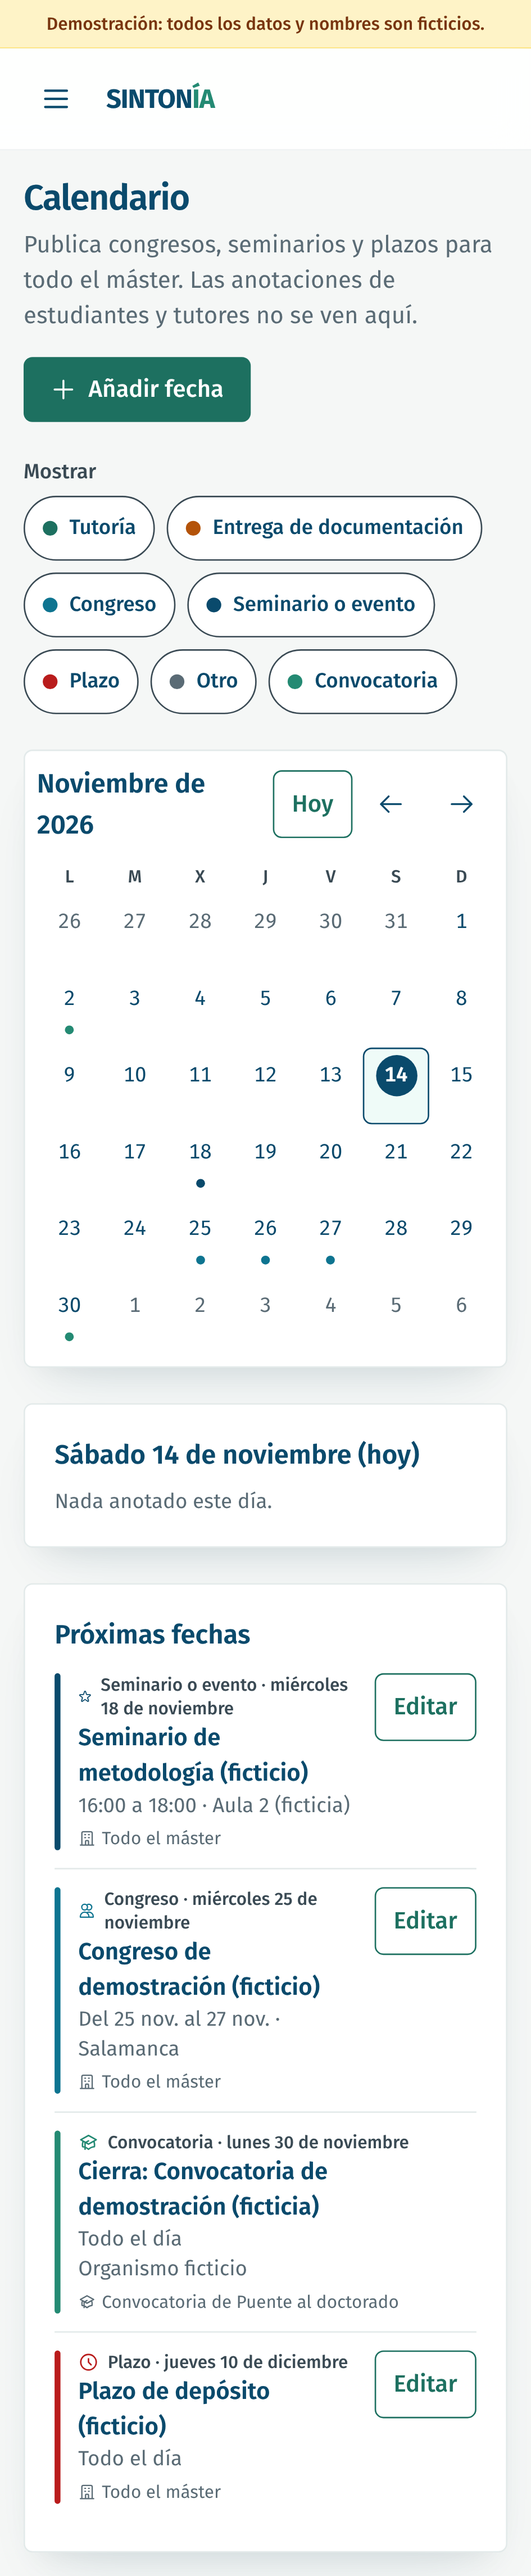 Demostración: todos los datos y nombres son ficticios.
SINTONÍA
Calendario
Publica congresos, seminarios y plazos para
todo el máster. Las anotaciones de
estudiantes y tutores no se ven aquí.
Añadir fecha
Mostrar
Tutoría
Entrega de documentación
Congreso
Seminario o evento
Plazo
Otro
Convocatoria
Noviembre de
2026
Hoy
L M X J V S D
26 27 28 29 30 31 1
2 3 4 5 6 7 8
9 10 11 12 13 14 15
16 17 18 19 20 21 22
23 24 25 26 27 28 29
30 1 2 3 4 5 6
Sábado 14 de noviembre (hoy)
Nada anotado este día.
Próximas fechas
Seminario o evento · miércoles
18 de noviembre
Seminario de
metodología (ficticio)
16:00 a 18:00 · Aula 2 (ficticia)
Todo el máster
Editar
Congreso · miércoles 25 de
noviembre
Congreso de
demostración (ficticio)
Del 25 nov. al 27 nov. ·
Salamanca
Todo el máster
Editar
Convocatoria · lunes 30 de noviembre
Cierra: Convocatoria de
demostración (ficticia)
Todo el día
Organismo ficticio
Convocatoria de Puente al doctorado
Plazo · jueves 10 de diciembre
Plazo de depósito
(ficticio)
Todo el día
Todo el máster
Editar